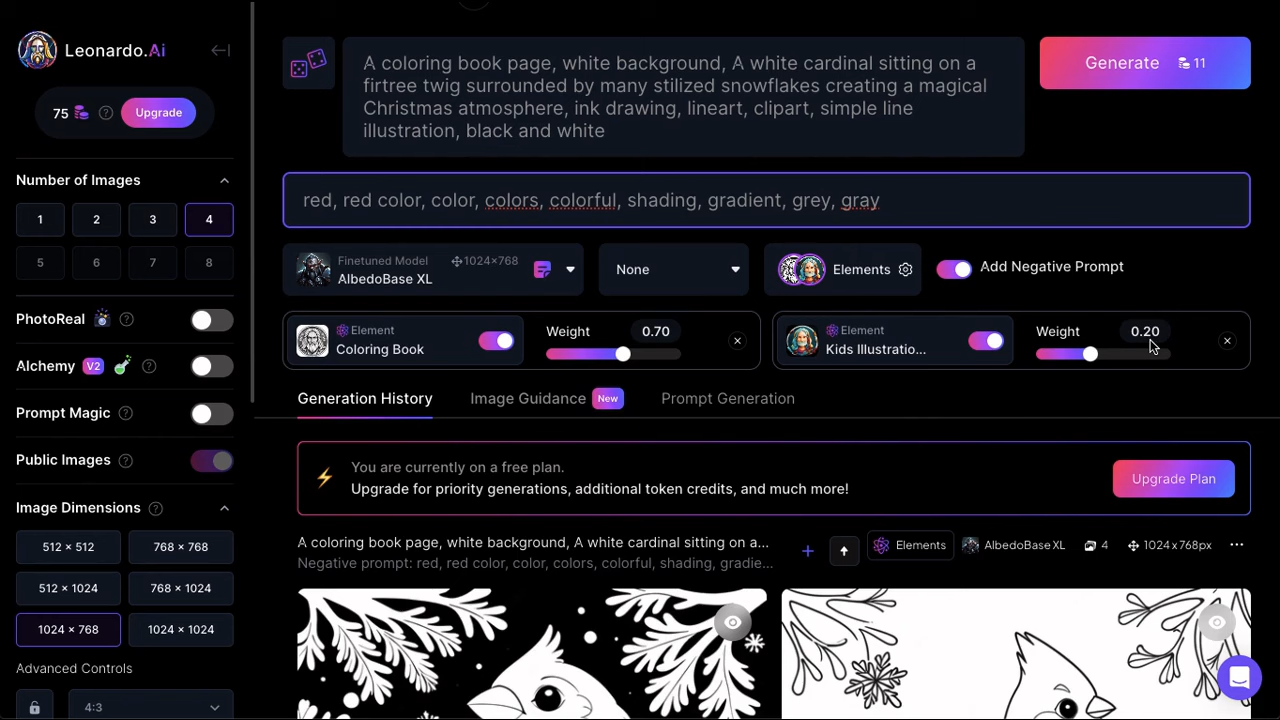 Leonardo.Ai
75
Upgrade
Number of Images
1
2
3
4
5
6
7
8
PhotoReal
Alchemy V2
Prompt Magic
Public Images
Image Dimensions
512 × 512
768 × 768
512 × 1024
768 × 1024
1024 × 768
1024 × 1024
Advanced Controls
4:3
A coloring book page, white background, A white cardinal sitting on a
firtree twig surrounded by many stilized snowflakes creating a magical
Christmas atmosphere, ink drawing, lineart, clipart, simple line
illustration, black and white
Generate 11
red, red color, color, colors, colorful, shading, gradient, grey, gray
Finetuned Model 1024×768
AlbedoBase XL
None
Elements
Add Negative Prompt
Element
Coloring Book
Weight 0.70
Element
Kids Illustratio...
Weight 0.20
Generation History
Image Guidance New
Prompt Generation
You are currently on a free plan.
Upgrade for priority generations, additional token credits, and much more!
Upgrade Plan
A coloring book page, white background, A white cardinal sitting on a...
Negative prompt: red, red color, color, colors, colorful, shading, gradie...
Elements
AlbedoBase XL
4
1024x768px